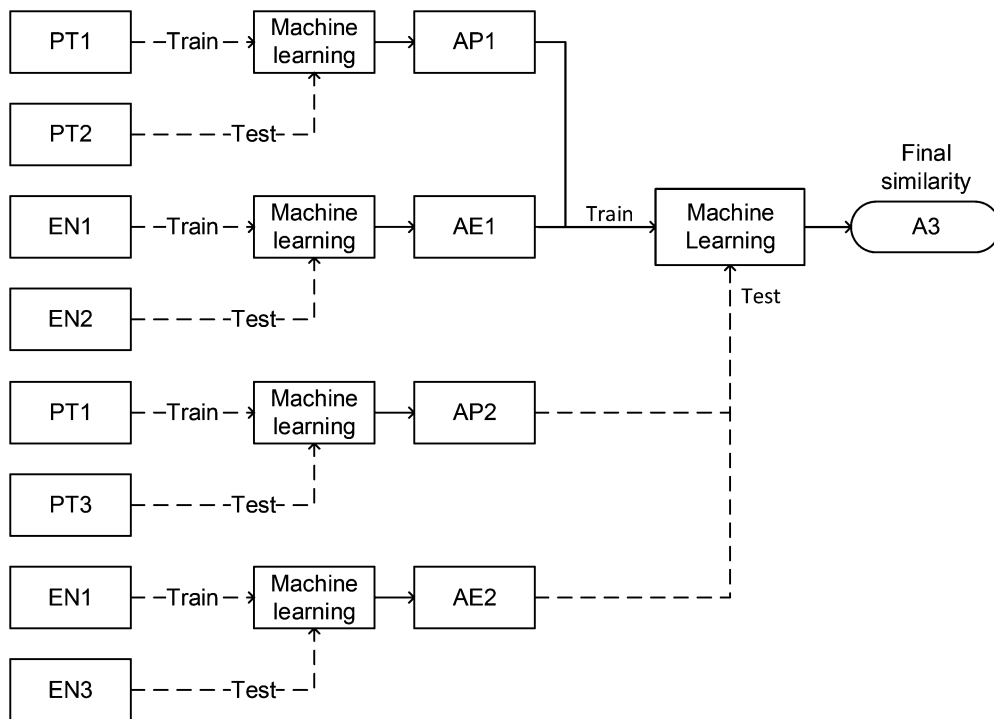 PT1
Train
Machine
learning
AP1
PT2
Test
Final
similarity
EN1
Train
Machine
learning
AE1
Train
Machine
Learning
A3
EN2
Test
Test
PT1
Train
Machine
learning
AP2
PT3
Test
EN1
Train
Machine
learning
AE2
EN3
Test